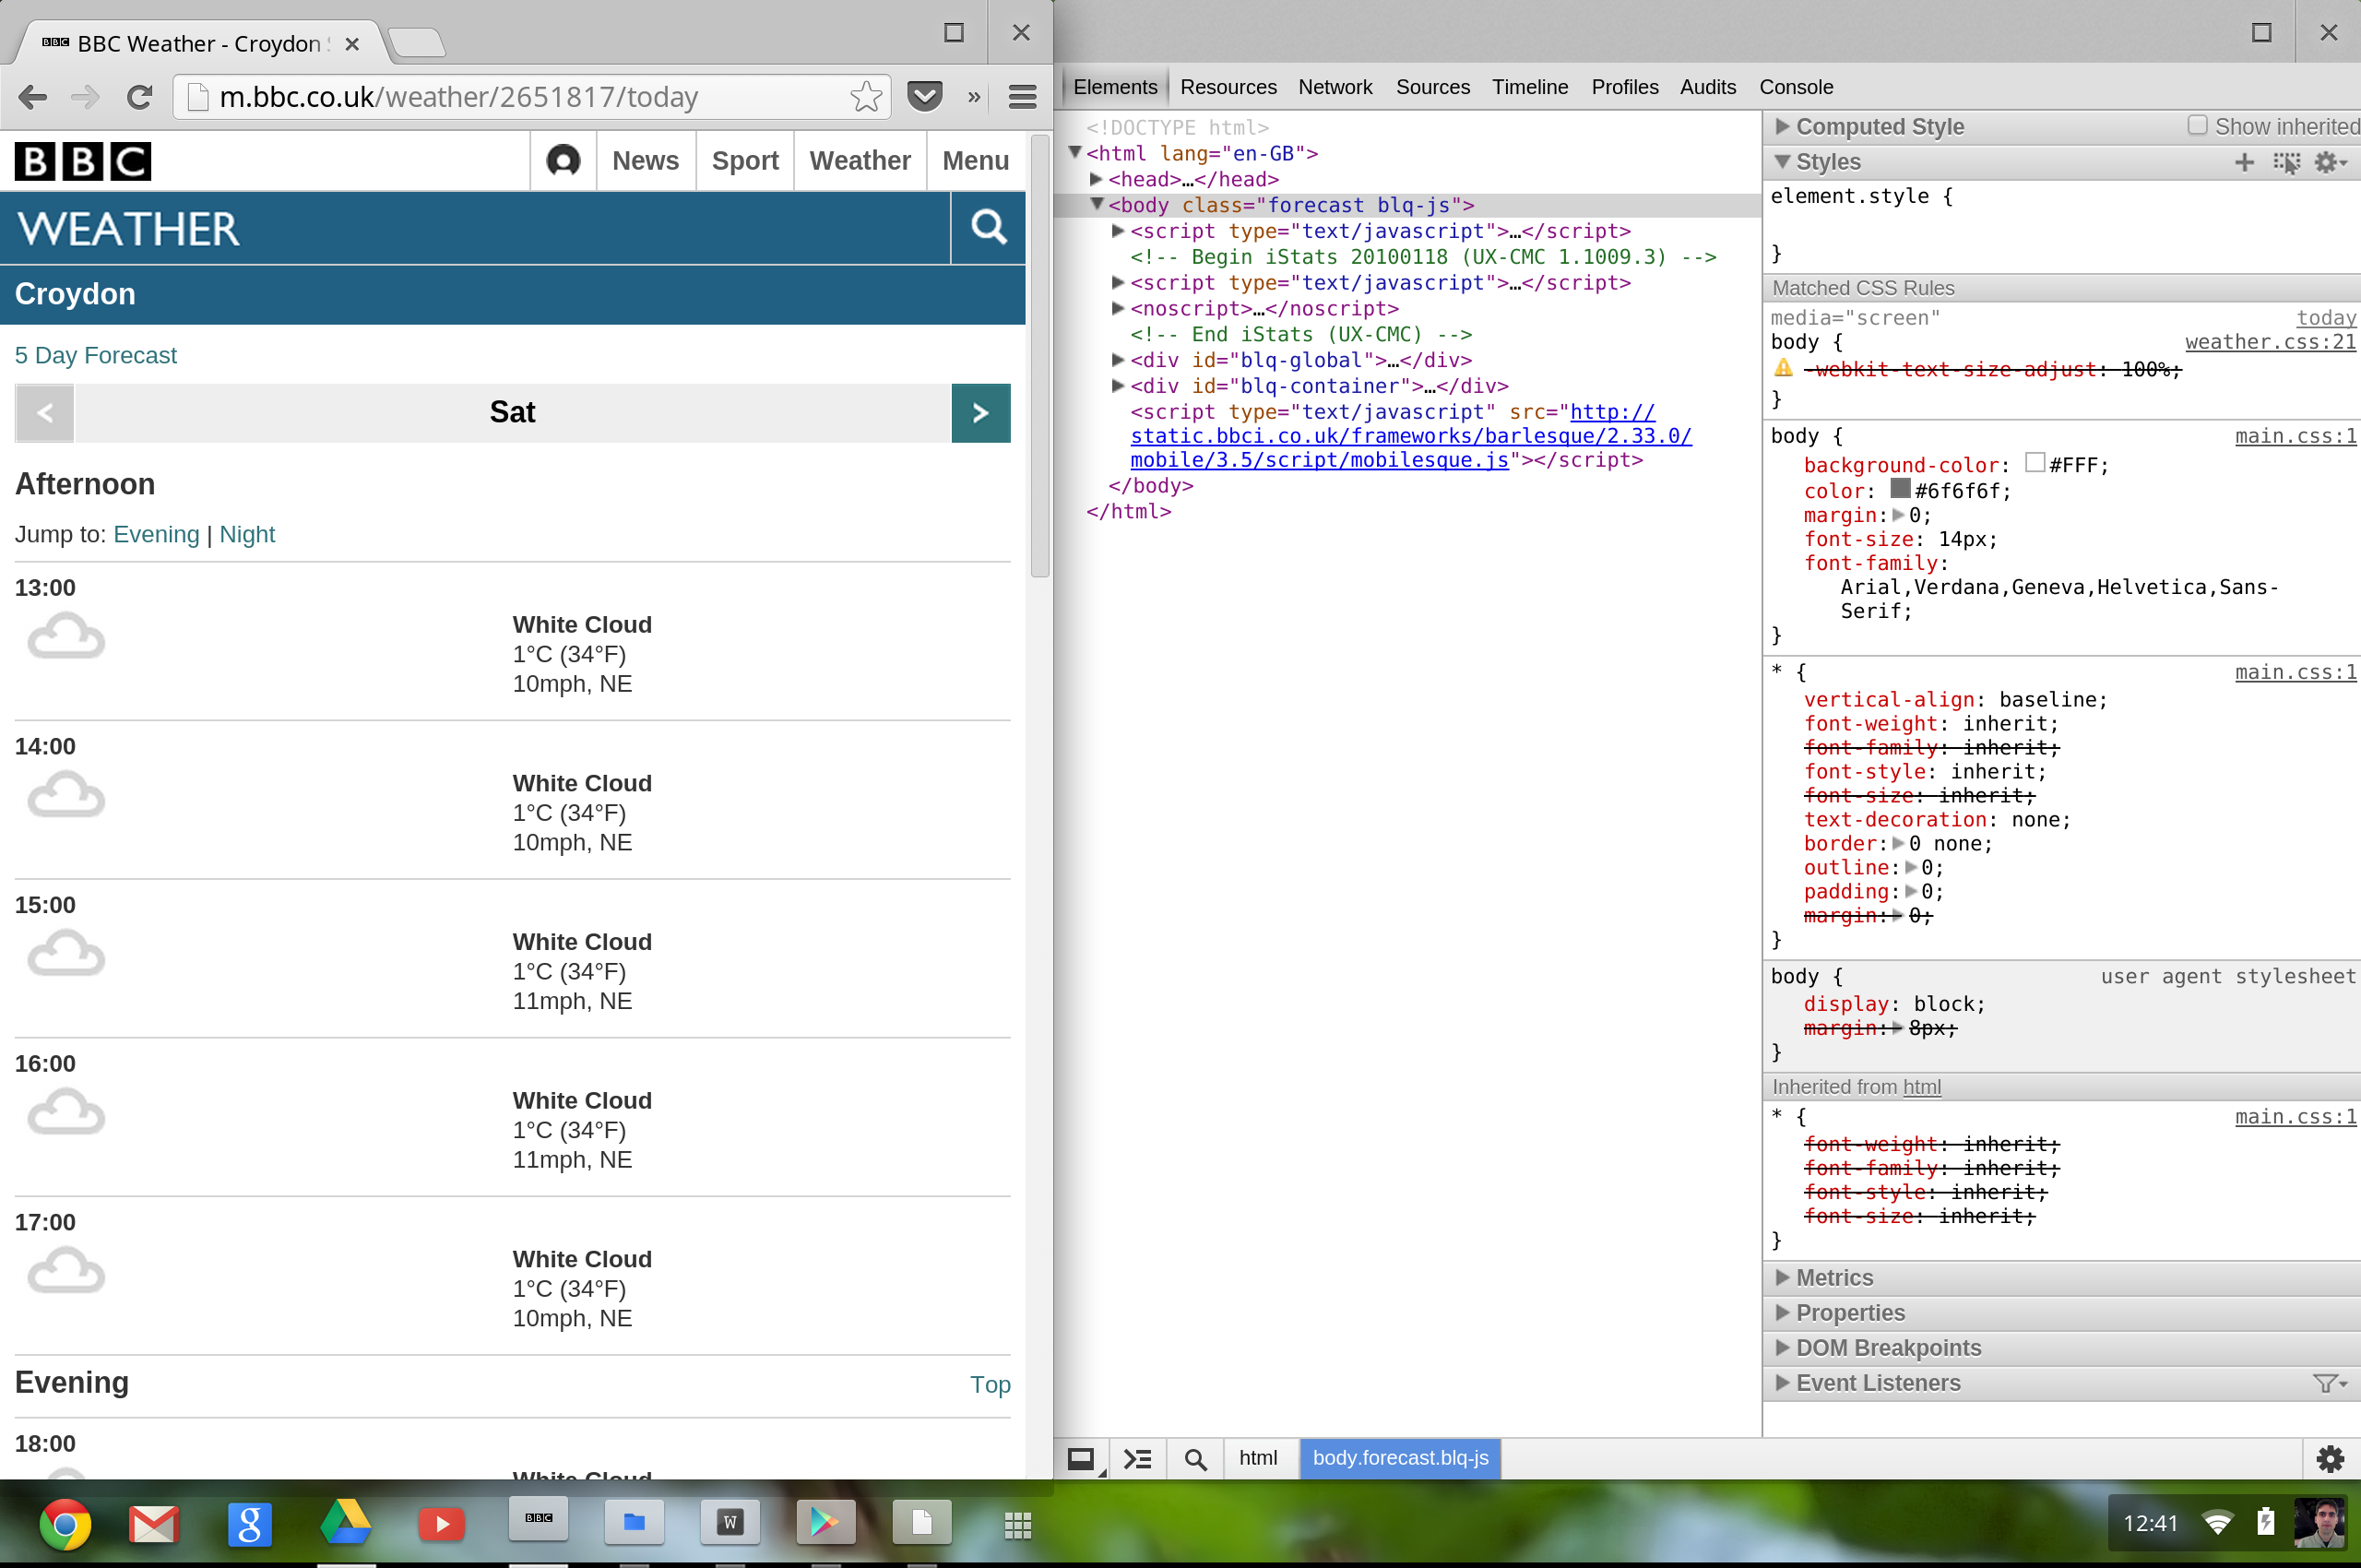 BBC BBC Weather - Croydon
m.bbc.co.uk/weather/2651817/today
»
BBC News Sport Weather Menu
WEATHER
Croydon
5 Day Forecast
< Sat >
Afternoon
Jump to: Evening | Night
13:00
White Cloud
1°C (34°F)
10mph, NE
14:00
White Cloud
1°C (34°F)
10mph, NE
15:00
White Cloud
1°C (34°F)
11mph, NE
16:00
White Cloud
1°C (34°F)
11mph, NE
17:00
White Cloud
1°C (34°F)
10mph, NE
Evening Top
18:00
White Cloud
Elements Resources Network Sources Timeline Profiles Audits Console
<!DOCTYPE html>
<html lang="en-GB">
<head>…</head>
<body class="forecast blq-js">
<script type="text/javascript">…</script>
<!-- Begin iStats 20100118 (UX-CMC 1.1009.3) -->
<script type="text/javascript">…</script>
<noscript>…</noscript>
<!-- End iStats (UX-CMC) -->
<div id="blq-global">…</div>
<div id="blq-container">…</div>
<script type="text/javascript" src="http://
static.bbci.co.uk/frameworks/barlesque/2.33.0/
mobile/3.5/script/mobilesque.js"></script>
</body>
</html>
Computed Style Show inherited
Styles
element.style {
}
Matched CSS Rules
media="screen" today
body { weather.css:21
-webkit-text-size-adjust: 100%;
}
body { main.css:1
background-color: #FFF;
color: #6f6f6f;
margin: 0;
font-size: 14px;
font-family:
Arial,Verdana,Geneva,Helvetica,Sans-
Serif;
}
* { main.css:1
vertical-align: baseline;
font-weight: inherit;
font-family: inherit;
font-style: inherit;
font-size: inherit;
text-decoration: none;
border: 0 none;
outline: 0;
padding: 0;
margin: 0;
}
body { user agent stylesheet
display: block;
margin: 8px;
}
Inherited from html
* { main.css:1
font-weight: inherit;
font-family: inherit;
font-style: inherit;
font-size: inherit;
}
Metrics
Properties
DOM Breakpoints
Event Listeners
html body.forecast.blq-js
g BBC W 12:41